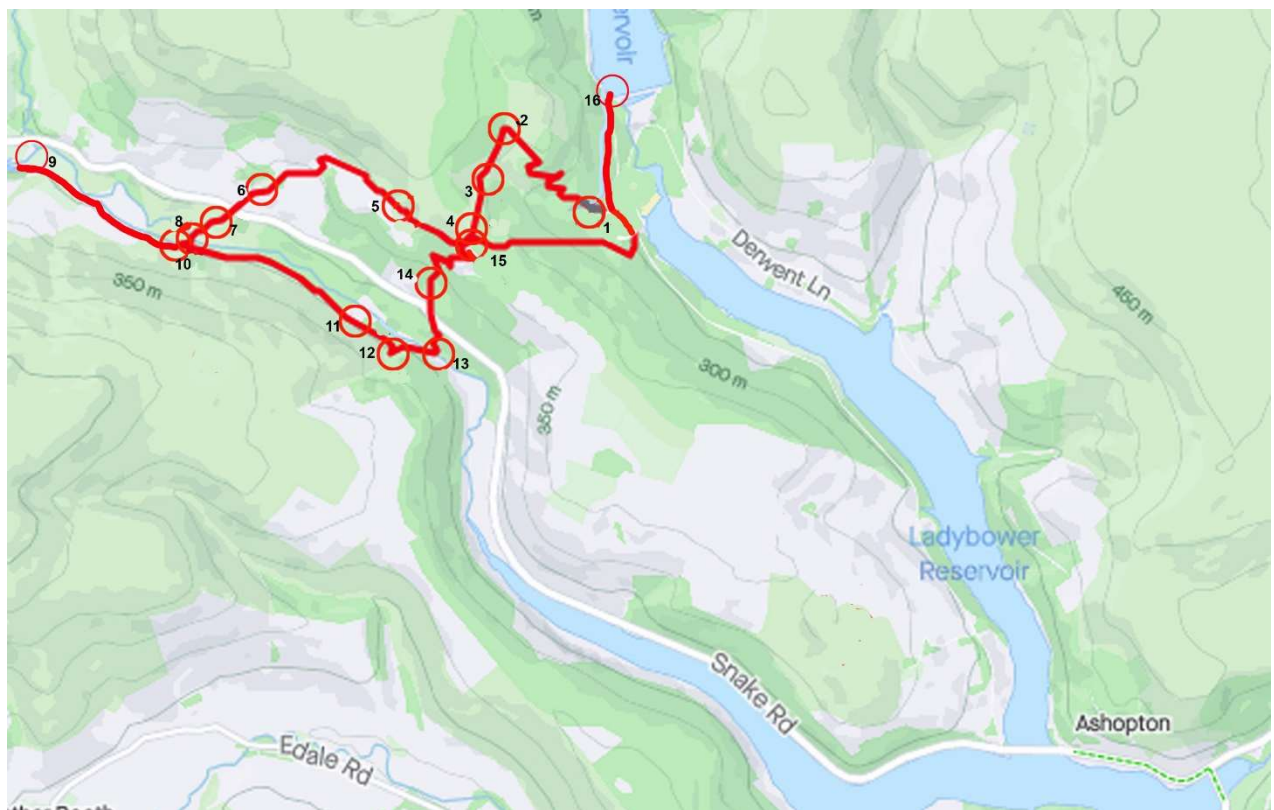 ervoir
m
16
2
3
9
6
5
1
4
8
7
15
10
Derwent Ln
14
350 m
450 m
11
12
13
300 m
350 m
Ladybower
Reservoir
Snake Rd
Ashopton
Edale Rd